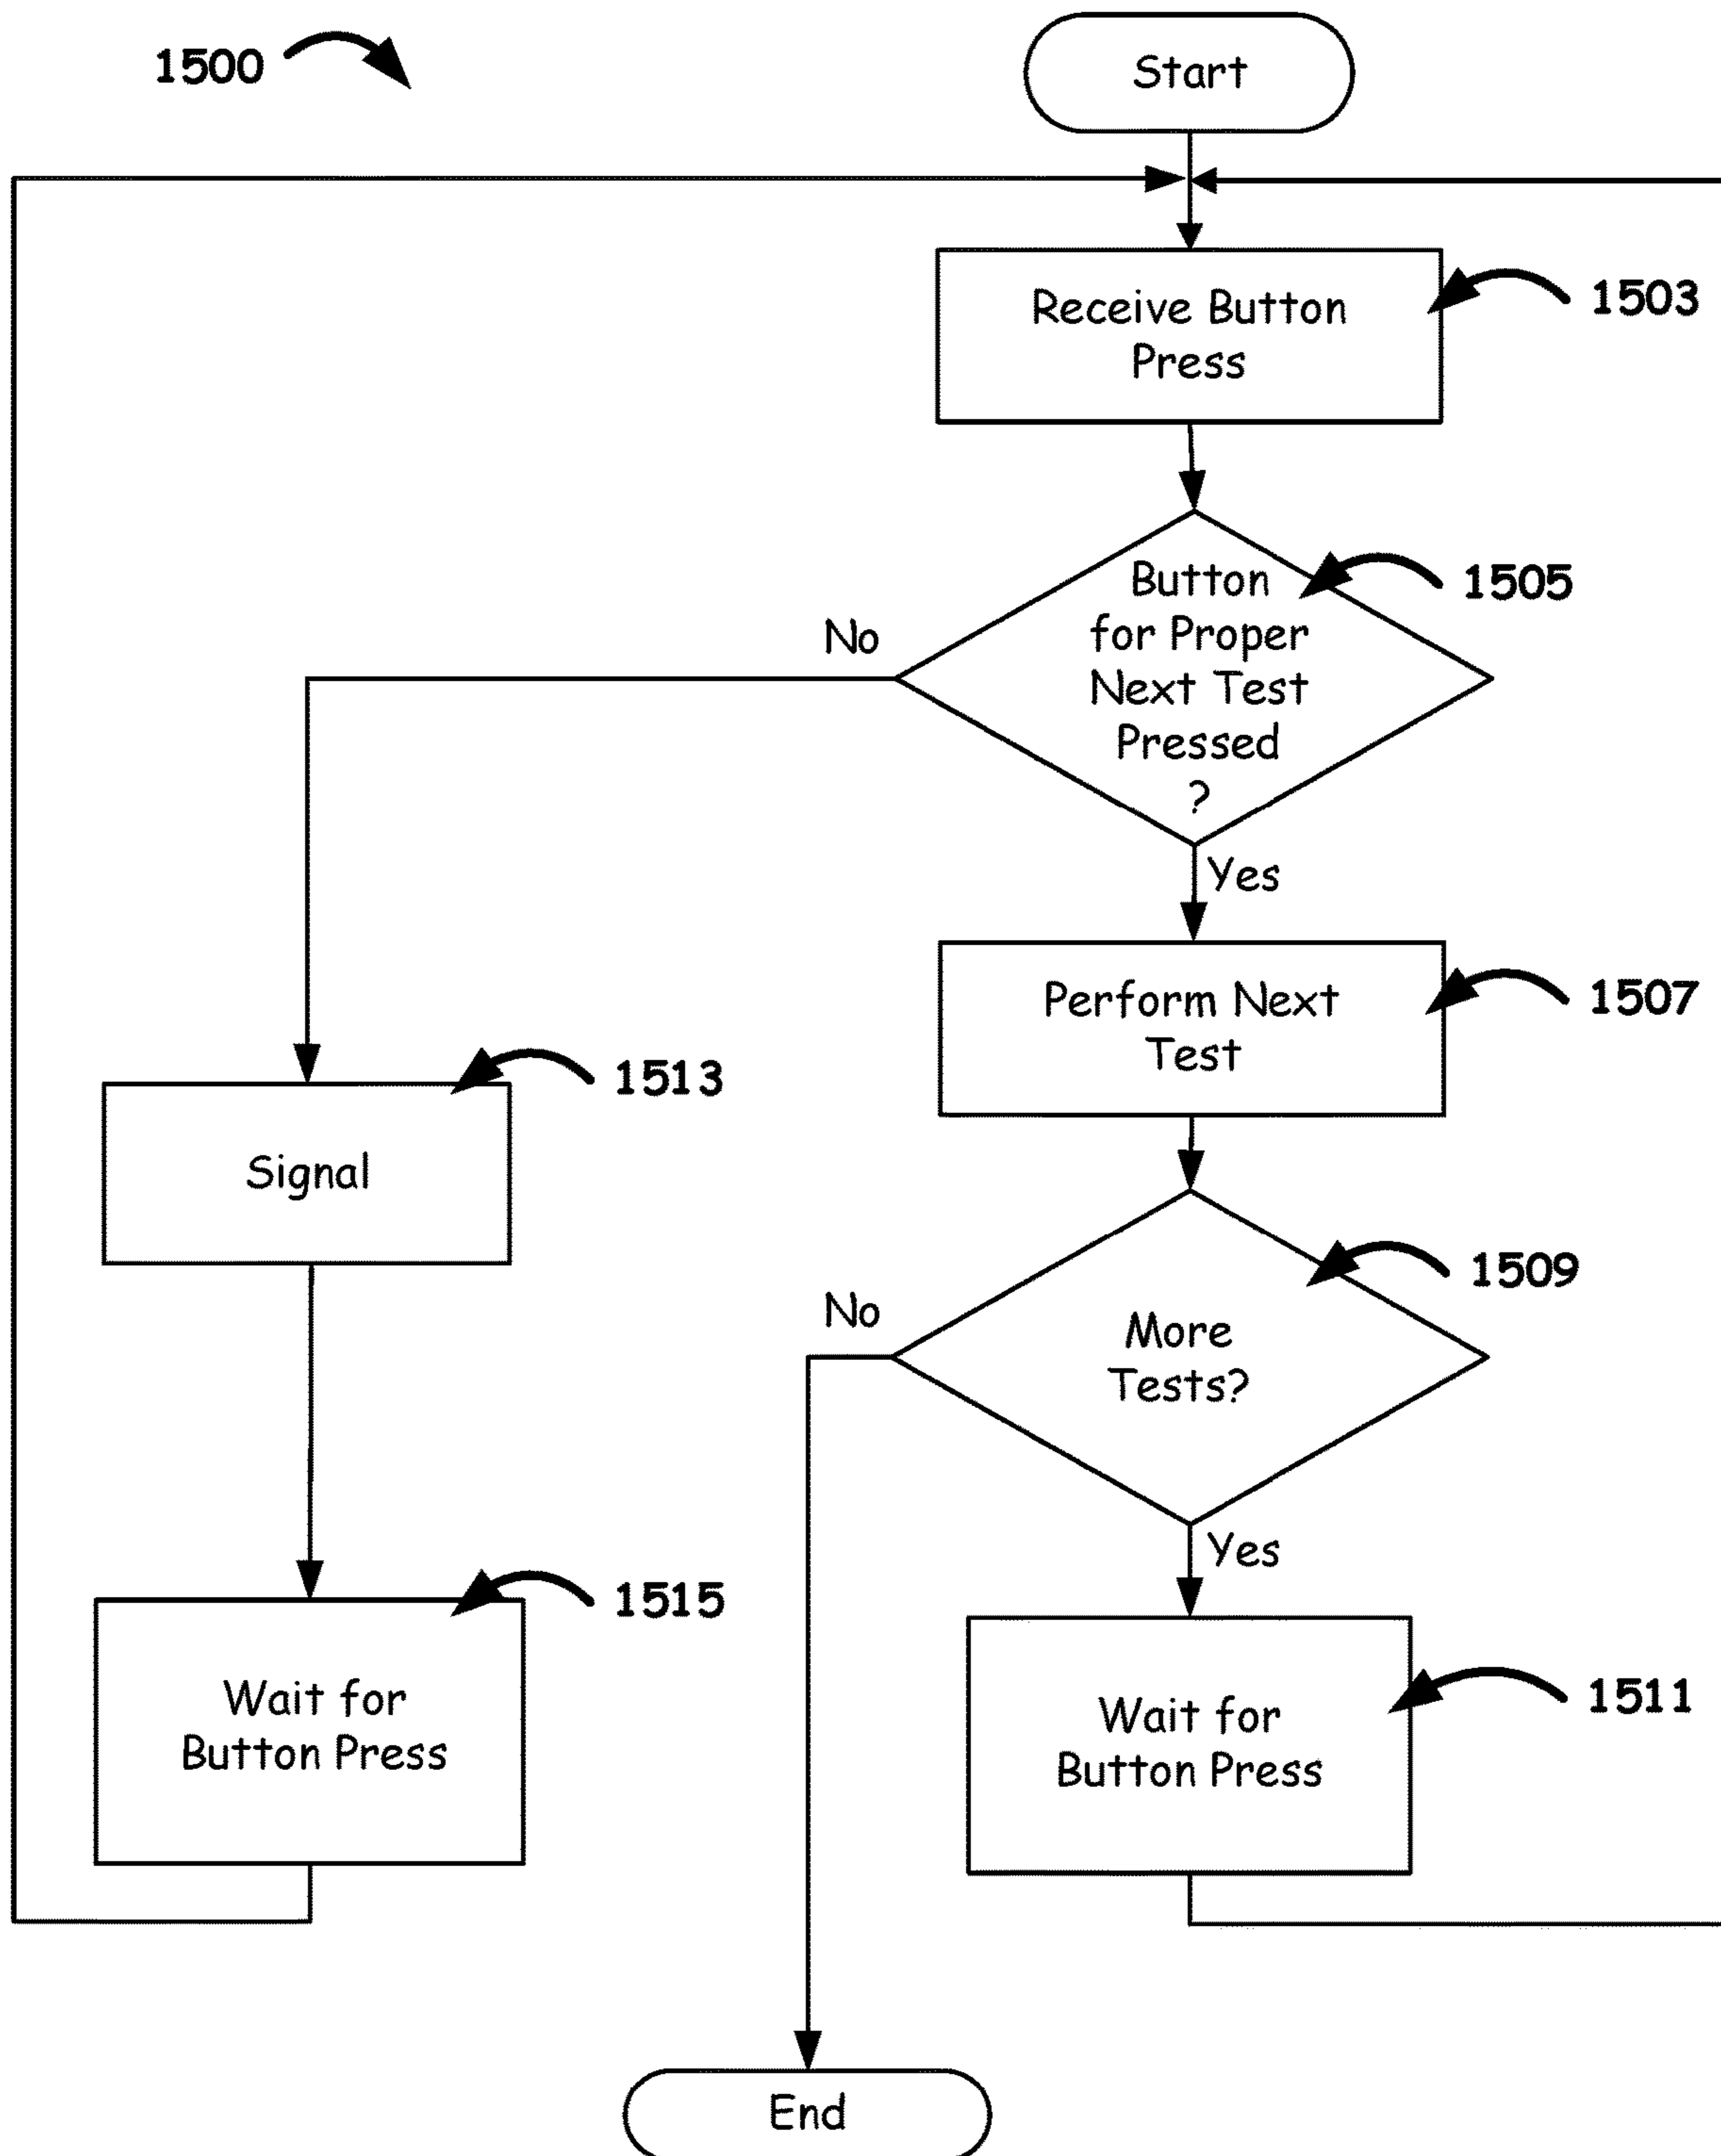 1500
Start
Receive Button
Press
1503
Button
for Proper
Next Test
Pressed
?
1505
No
Yes
Perform Next
Test
1507
Signal
1513
More
Tests?
1509
No
Yes
Wait for
Button Press
1515
Wait for
Button Press
1511
End